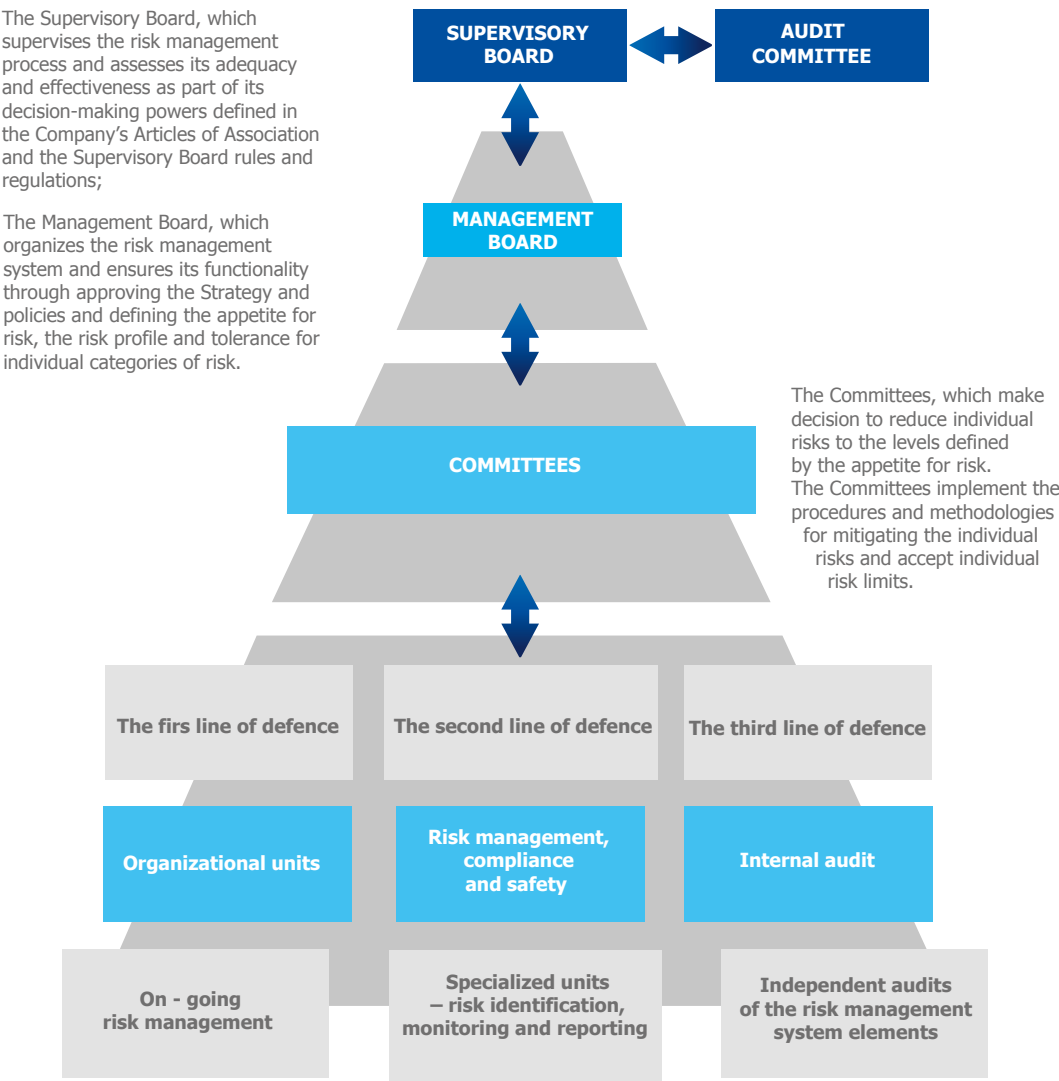 The Supervisory Board, which
supervises the risk management
process and assesses its adequacy
and effectiveness as part of its
decision-making powers defined in
the Company’s Articles of Association
and the Supervisory Board rules and
regulations;
The Management Board, which
organizes the risk management
system and ensures its functionality
through approving the Strategy and
policies and defining the appetite for
risk, the risk profile and tolerance for
individual categories of risk.
SUPERVISORY
BOARD
AUDIT
COMMITTEE
MANAGEMENT
BOARD
COMMITTEES
The Committees, which make
decision to reduce individual
risks to the levels defined
by the appetite for risk.
The Committees implement the
procedures and methodologies
for mitigating the individual
risks and accept individual
risk limits.
The firs line of defence
The second line of defence
The third line of defence
Organizational units
Risk management,
compliance
and safety
Internal audit
On - going
risk management
Specialized units
– risk identification,
monitoring and reporting
Independent audits
of the risk management
system elements